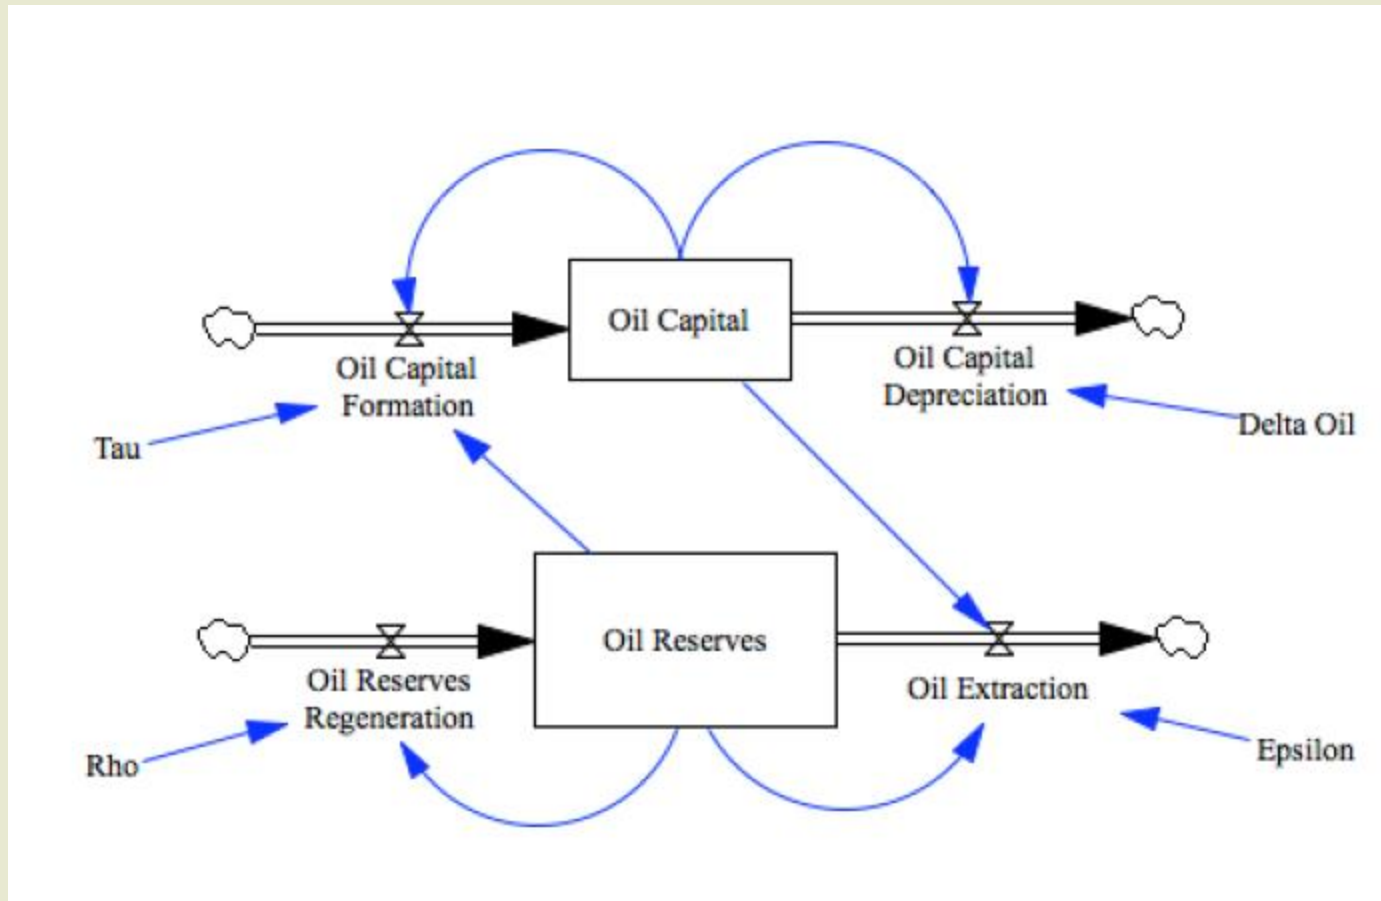 Oil Capital
Oil Capital
Formation
Oil Capital
Depreciation
Tau
Delta Oil
Oil Reserves
Oil Reserves
Regeneration
Oil Extraction
Rho
Epsilon